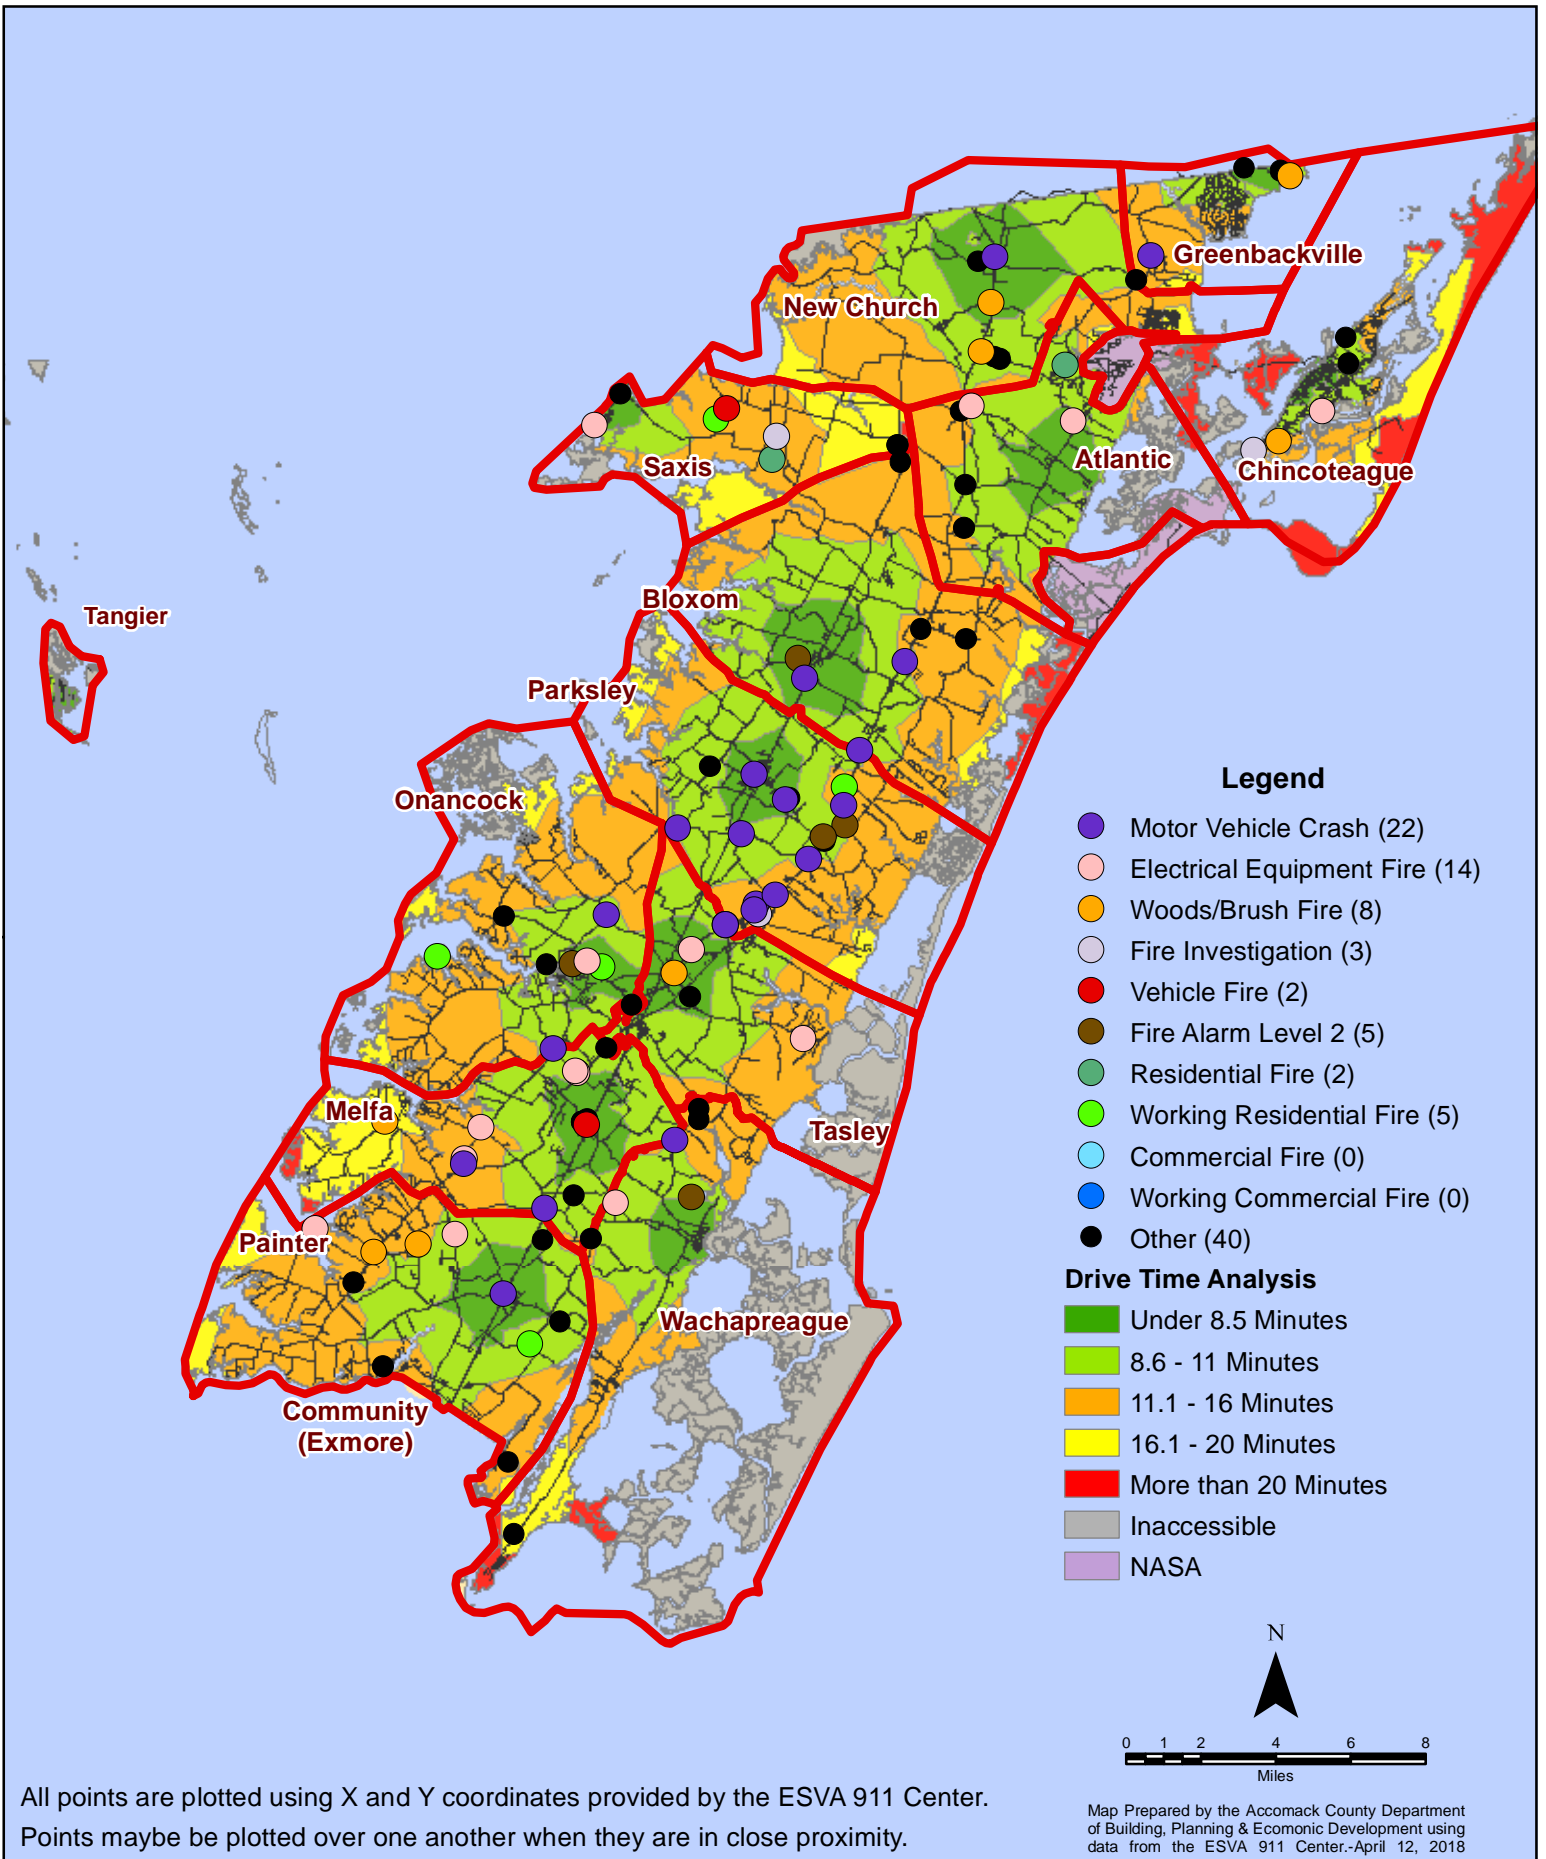 Greenbackville
New Church
Saxis
Atlantic
Chincoteague
Bloxom
Tangier
Parksley
Onancock
Melfa
Tasley
Painter
Wachapreague
Community
(Exmore)
Legend
Motor Vehicle Crash (22)
Electrical Equipment Fire (14)
Woods/Brush Fire (8)
Fire Investigation (3)
Vehicle Fire (2)
Fire Alarm Level 2 (5)
Residential Fire (2)
Working Residential Fire (5)
Commercial Fire (0)
Working Commercial Fire (0)
Other (40)
Drive Time Analysis
Under 8.5 Minutes
8.6 - 11 Minutes
11.1 - 16 Minutes
16.1 - 20 Minutes
More than 20 Minutes
Inaccessible
NASA
N
0 1 2 4 6 8
Miles
All points are plotted using X and Y coordinates provided by the ESVA 911 Center.
Points maybe be plotted over one another when they are in close proximity.
Map Prepared by the Accomack County Department
of Building, Planning & Ecomonic Development using
data from the ESVA 911 Center.-April 12, 2018